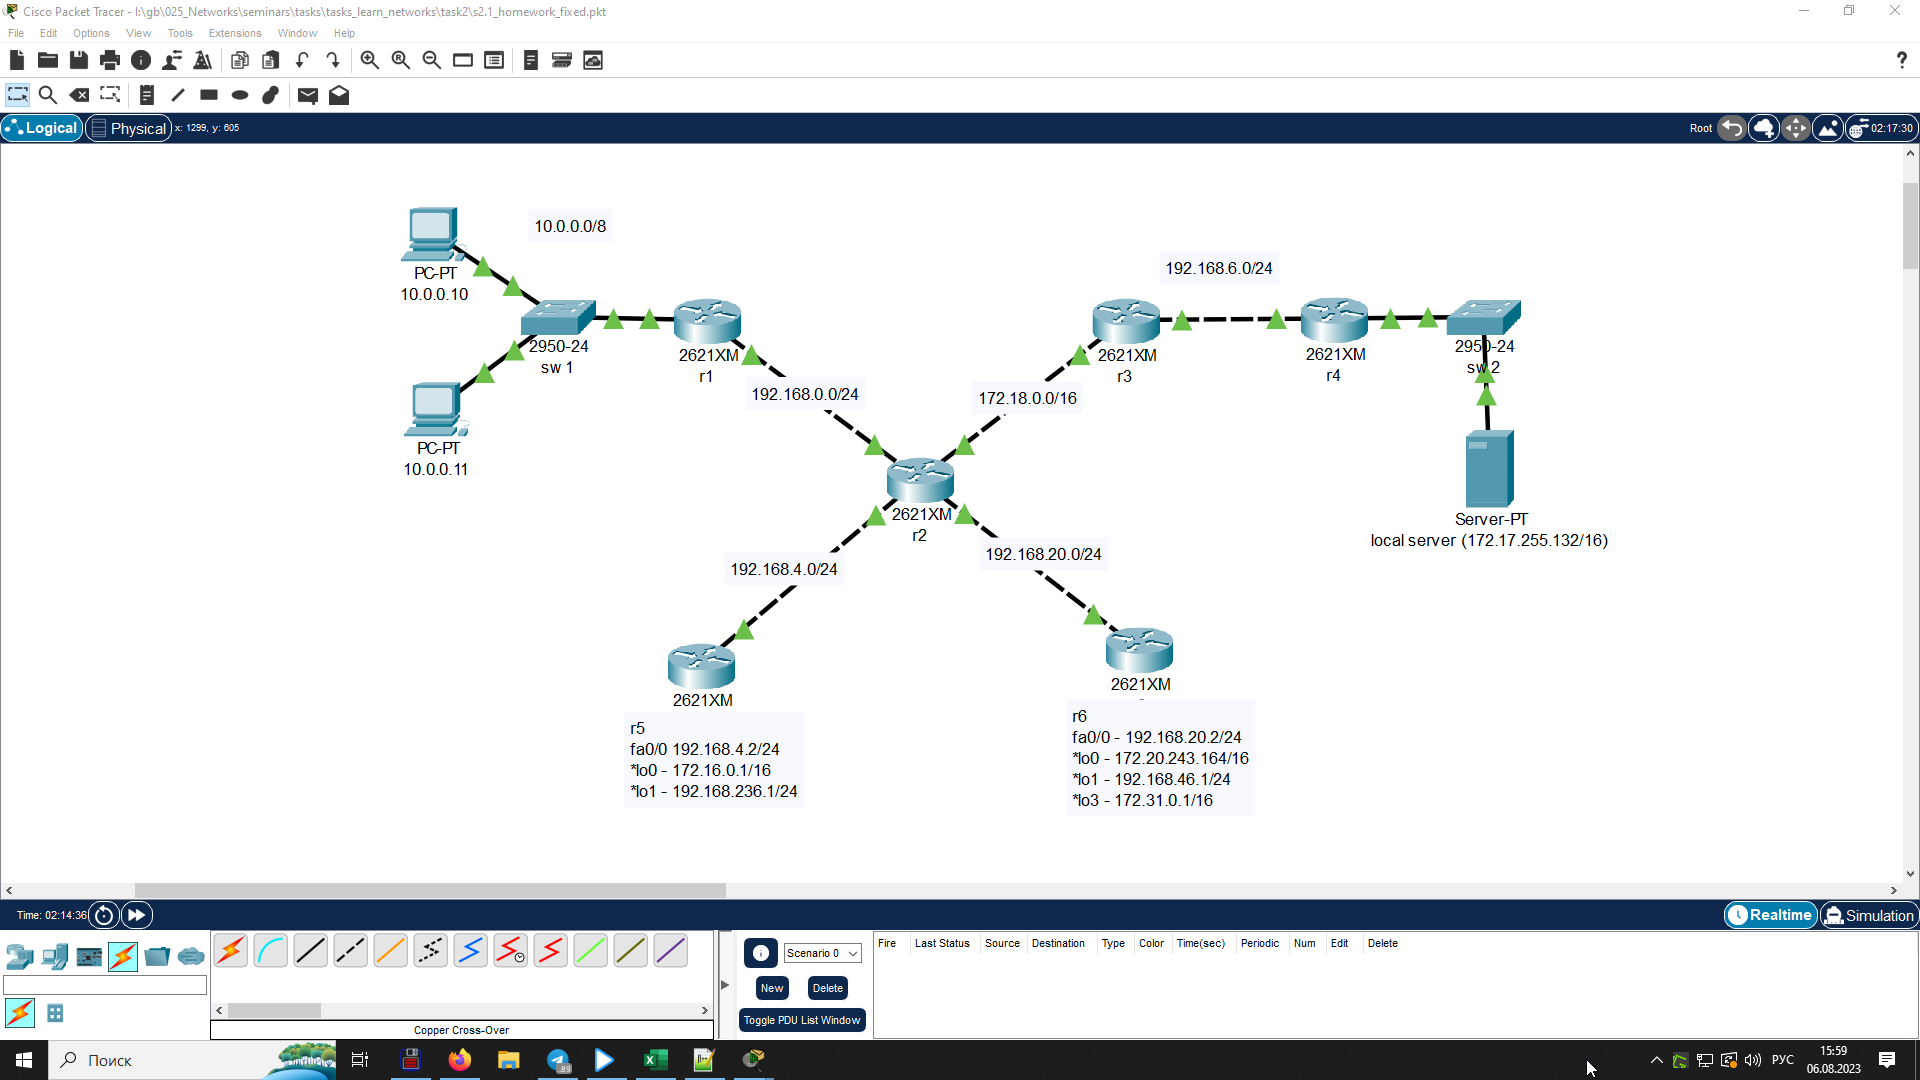 Cisco Packet Tracer - I:\gb\025_Networks\seminars\tasks\tasks_learn_networks\task2\s2.1_homework_fixed.pkt
File Edit Options View Tools Extensions Window Help
?
Logical Physical x: 1299, y: 605
Root 02:17:30
10.0.0.0/8
PC-PT
10.0.0.10
2950-24
sw 1
PC-PT
10.0.0.11
2621XM
r1
192.168.0.0/24
192.168.6.0/24
2621XM
r3
2621XM
r4
2950-24
sw 2
172.18.0.0/16
2621XM
r2
Server-PT
local server (172.17.255.132/16)
192.168.4.0/24
192.168.20.0/24
2621XM
r5
fa0/0 192.168.4.2/24
*lo0 - 172.16.0.1/16
*lo1 - 192.168.236.1/24
2621XM
r6
fa0/0 - 192.168.20.2/24
*lo0 - 172.20.243.164/16
*lo1 - 192.168.46.1/24
*lo3 - 172.31.0.1/16
Time: 02:14:36
Realtime Simulation
Copper Cross-Over
Scenario 0
New Delete
Toggle PDU List Window
Fire Last Status Source Destination Type Color Time(sec) Periodic Num Edit Delete
Поиск
89
РУС
15:59
06.08.2023